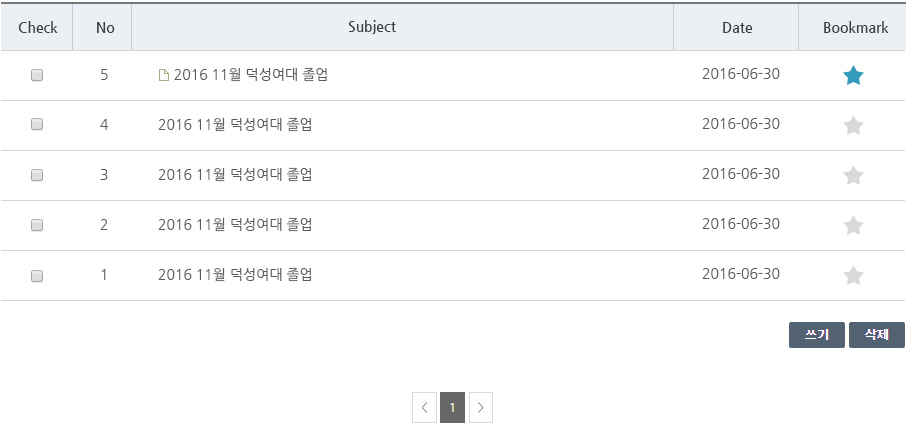 Check No Subject Date Bookmark
5 2016 11월 덕성여대 졸업 2016-06-30
4 2016 11월 덕성여대 졸업 2016-06-30
3 2016 11월 덕성여대 졸업 2016-06-30
2 2016 11월 덕성여대 졸업 2016-06-30
1 2016 11월 덕성여대 졸업 2016-06-30
쓰기 삭제
< 1 >